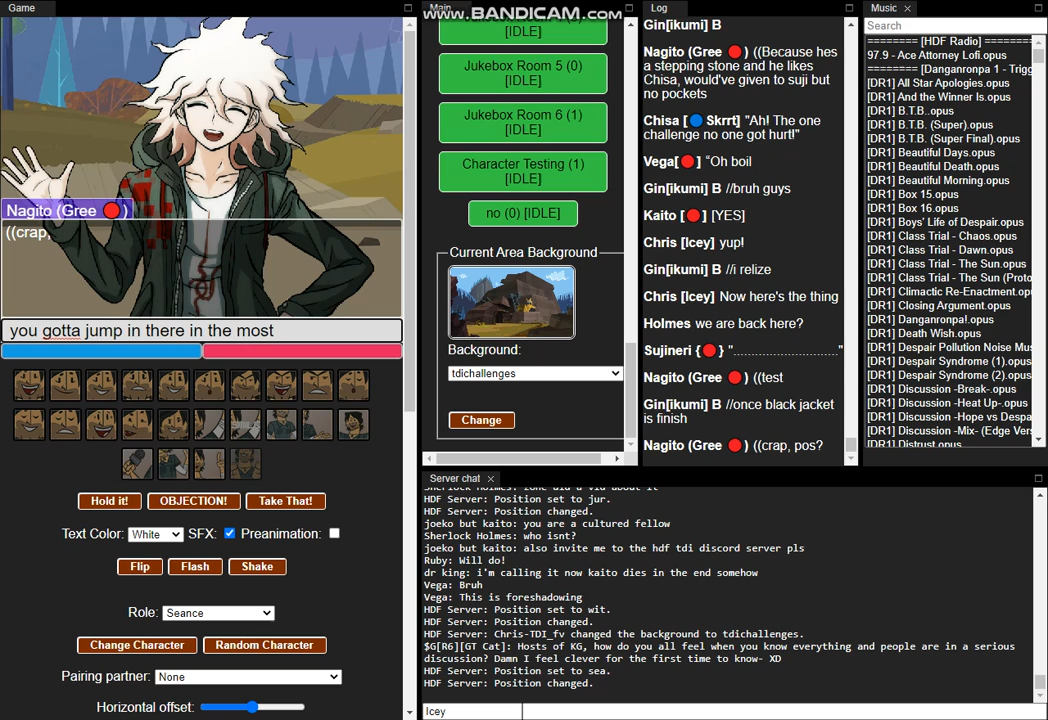 Game
Main
www.BANDICAM.com
Log
Music
Nagito (Gree 🔴 )
((crap,
you gotta jump in there in the most
Hold it!
OBJECTION!
Take That!
Text Color:
White
SFX:
Preanimation:
Flip
Flash
Shake
Role:
Seance
Change Character
Random Character
Pairing partner:
None
Horizontal offset:
[IDLE]
Jukebox Room 5 (0)
[IDLE]
Jukebox Room 6 (1)
[IDLE]
Character Testing (1)
[IDLE]
no (0) [IDLE]
Current Area Background
Background:
tdichallenges
Change
Gin[ikumi] B
Nagito (Gree 🔴 ) ((Because hes
a stepping stone and he likes
Chisa, would've given to suji but
no pockets
Chisa [🔵 Skrrt] "Ah! The one
challenge no one got hurt!"
Vega[🔴] "Oh boil
Gin[ikumi] B //bruh guys
Kaito [🔴] [YES]
Chris [Icey] yup!
Gin[ikumi] B //i relize
Chris [Icey] Now here's the thing
Holmes we are back here?
Sujineri {🔴} "..............................."
Nagito (Gree 🔴 ) ((test
Gin[ikumi] B //once black jacket
is finish
Nagito (Gree 🔴 ) ((crap, pos?
Search
======== [HDF Radio] =======
97.9 - Ace Attorney Lofi.opus
======== [Danganronpa 1 - Trigg
[DR1] All Star Apologies.opus
[DR1] And the Winner Is.opus
[DR1] B.T.B..opus
[DR1] B.T.B. (Super).opus
[DR1] B.T.B. (Super Final).opus
[DR1] Beautiful Days.opus
[DR1] Beautiful Death.opus
[DR1] Beautiful Morning.opus
[DR1] Box 15.opus
[DR1] Box 16.opus
[DR1] Boys' Life of Despair.opus
[DR1] Class Trial - Chaos.opus
[DR1] Class Trial - Dawn.opus
[DR1] Class Trial - The Sun.opus
[DR1] Class Trial - The Sun (Proto
[DR1] Climactic Re-Enactment.op
[DR1] Closing Argument.opus
[DR1] Danganronpa!.opus
[DR1] Death Wish.opus
[DR1] Despair Pollution Noise Mus
[DR1] Despair Syndrome (1).opus
[DR1] Despair Syndrome (2).opus
[DR1] Discussion -Break-.opus
[DR1] Discussion -Heat Up-.opus
[DR1] Discussion -Hope vs Despa
[DR1] Discussion -Mix- (Edge Vers
[DR1] Distrust.opus
Server chat
Sherlock Holmes: zone did a vid about it
HDF Server: Position set to jur.
HDF Server: Position changed.
joeko but kaito: you are a cultured fellow
Sherlock Holmes: who isnt?
joeko but kaito: also invite me to the hdf tdi discord server pls
Ruby: Will do!
dr king: i'm calling it now kaito dies in the end somehow
Vega: Bruh
Vega: This is foreshadowing
HDF Server: Position set to wit.
HDF Server: Position changed.
HDF Server: Chris-TDI_fv changed the background to tdichallenges.
$G[R6][GT Cat]: Hosts of KG, how do you all feel when you know everything and people are in a serious
discussion? Damn I feel clever for the first time to know- XD
HDF Server: Position set to sea.
HDF Server: Position changed.
Icey